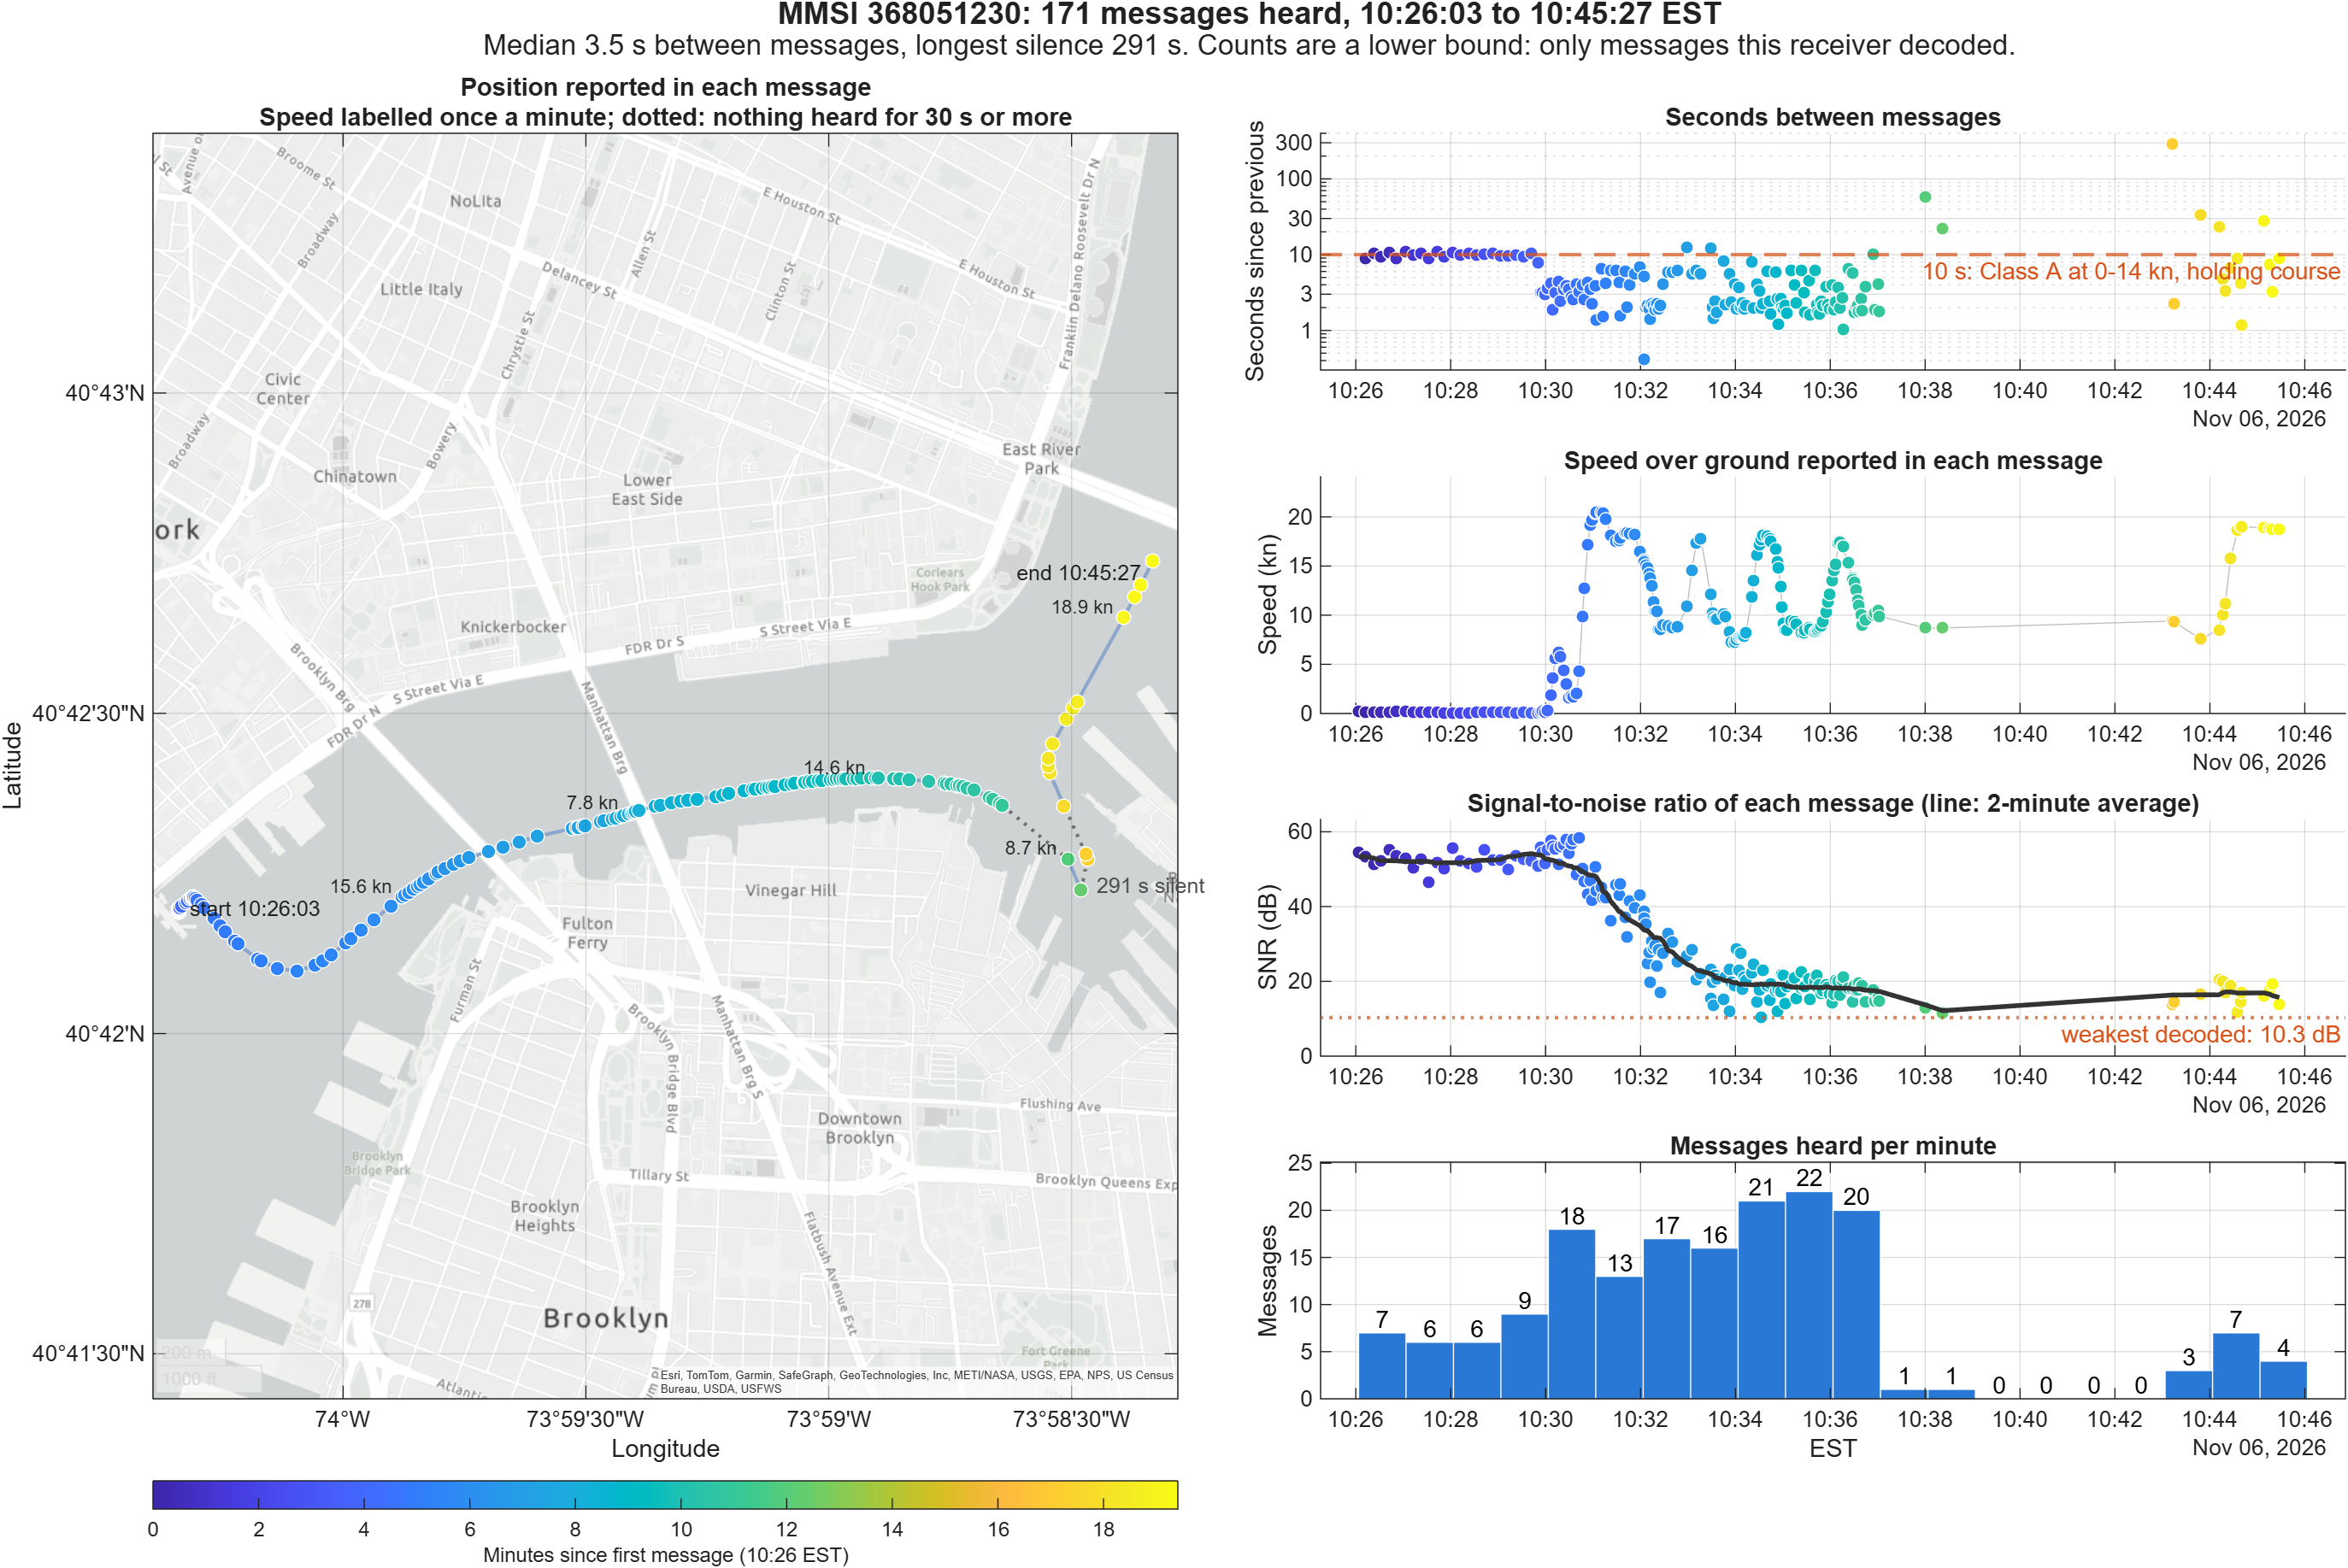 MMSI 368051230: 171 messages heard, 10:26:03 to 10:45:27 EST
Median 3.5 s between messages, longest silence 291 s. Counts are a lower bound: only messages this receiver decoded.
Position reported in each message
Speed labelled once a minute; dotted: nothing heard for 30 s or more
Latitude
40°43'N
40°42'30"N
40°42'N
40°41'30"N
Avenue of
St
Broome St
Broadway
NoLIta
Little Italy
Allen St
Delancey St
Chrystie St
Clinton St
E Houston St
E Houston St
Franklin Delano Roosevelt Dr N
Civic
Center
Broadway
Bowery
Chinatown
Lower
East Side
East River
Park
ork
Corlears
Hook Park
end 10:45:27
18.9 kn
Knickerbocker
FDR Dr S
S Street Via E
Brooklyn Brg
S Street Via E
FDR Dr N
Manhattan Brg
14.6 kn
7.8 kn
8.7 kn
15.6 kn
Vinegar Hill
291 s silent
start 10:26:03
Fulton
Ferry
Furman St
Brooklyn Bridge Blvd
Manhattan Brg S
Flushing Ave
Downtown
Brooklyn
Brooklyn
Bridge Park
Tillary St
Brooklyn Queens Exp
Brooklyn
Heights
Flatbush Avenue Ext
278
Brooklyn
Fort Greene
Park
200 m
1000 ft
Atlantic
Esri, TomTom, Garmin, SafeGraph, GeoTechnologies, Inc, METI/NASA, USGS, EPA, NPS, US Census
Bureau, USDA, USFWS
74°W
73°59'30"W
73°59'W
73°58'30"W
Longitude
0 2 4 6 8 10 12 14 16 18
Minutes since first message (10:26 EST)
Seconds between messages
Seconds since previous
300
100
30
10
3
1
10 s: Class A at 0-14 kn, holding course
10:26 10:28 10:30 10:32 10:34 10:36 10:38 10:40 10:42 10:44 10:46
Nov 06, 2026
Speed over ground reported in each message
Speed (kn)
20
15
10
5
0
10:26 10:28 10:30 10:32 10:34 10:36 10:38 10:40 10:42 10:44 10:46
Nov 06, 2026
Signal-to-noise ratio of each message (line: 2-minute average)
SNR (dB)
60
40
20
0
weakest decoded: 10.3 dB
10:26 10:28 10:30 10:32 10:34 10:36 10:38 10:40 10:42 10:44 10:46
Nov 06, 2026
Messages heard per minute
Messages
25
20
15
10
5
0
7 6 6 9 18 13 17 16 21 22 20 1 1 0 0 0 0 3 7 4
10:26 10:28 10:30 10:32 10:34 10:36 10:38 10:40 10:42 10:44 10:46
EST
Nov 06, 2026